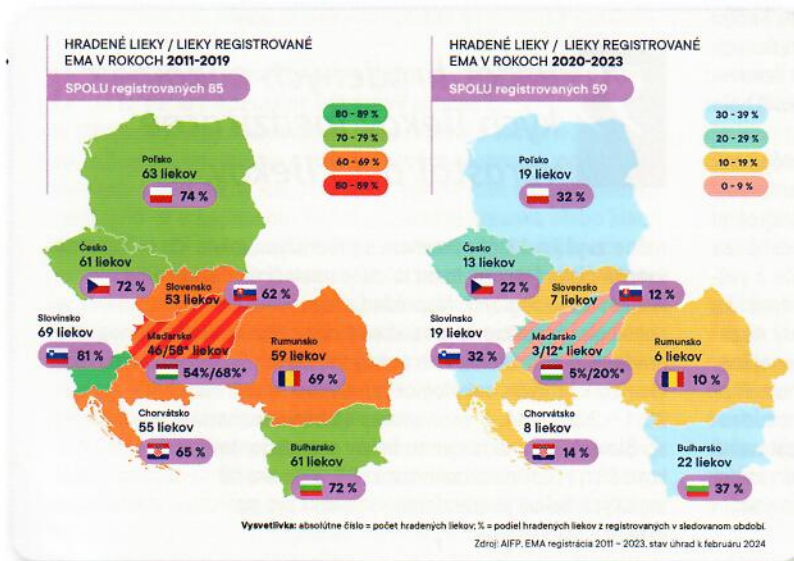 HRADENÉ LIEKY / LIEKY REGISTROVANÉ
EMA V ROKOCH 2011-2019
SPOLU registrovaných 85
80 - 89 %
70 - 79 %
60 - 69 %
50 - 59 %
Poľsko
63 liekov
74 %
Česko
61 liekov
72 %
Slovensko
53 liekov
62 %
Slovinsko
69 liekov
81 %
Maďarsko
46/58* liekov
54%/68%*
Rumunsko
59 liekov
69 %
Chorvátsko
55 liekov
65 %
Bulharsko
61 liekov
72 %
HRADENÉ LIEKY / LIEKY REGISTROVANÉ
EMA V ROKOCH 2020-2023
SPOLU registrovaných 59
30 - 39 %
20 - 29 %
10 - 19 %
0 - 9 %
Poľsko
19 liekov
32 %
Česko
13 liekov
22 %
Slovensko
7 liekov
12 %
Slovinsko
19 liekov
32 %
Maďarsko
3/12* liekov
5%/20%*
Rumunsko
6 liekov
10 %
Chorvátsko
8 liekov
14 %
Bulharsko
22 liekov
37 %
Vysvetlivka: absolútne číslo = počet hradených liekov; % = podiel hradených liekov z registrovaných v sledovanom období.
Zdroj: AIFP, EMA registrácia 2011 – 2023, stav úhrad k februáru 2024